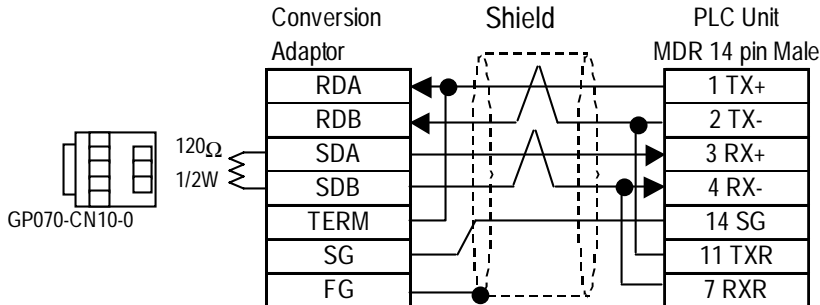 Conversion Adaptor
Shield
PLC Unit
MDR 14 pin Male
RDA
1 TX+
RDB
2 TX-
120Ω
SDA
3 RX+
1/2W
SDB
4 RX-
GP070-CN10-0
TERM
14 SG
SG
11 TXR
FG
7 RXR